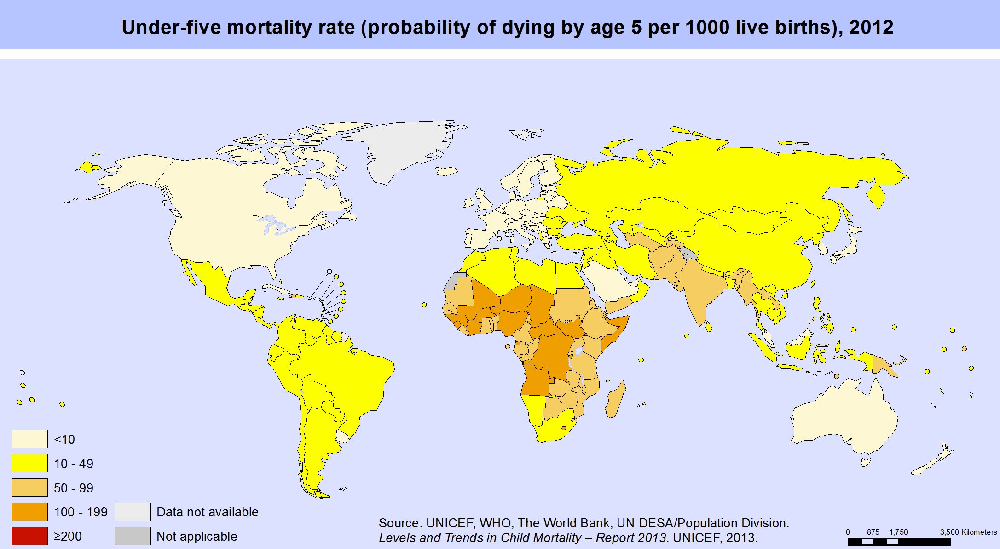 Under-five mortality rate (probability of dying by age 5 per 1000 live births), 2012
<10
10 - 49
50 - 99
100 - 199
≥200
Data not available
Not applicable
Source: UNICEF, WHO, The World Bank, UN DESA/Population Division.
Levels and Trends in Child Mortality – Report 2013. UNICEF, 2013.
0 875 1,750 3,500 Kilometers